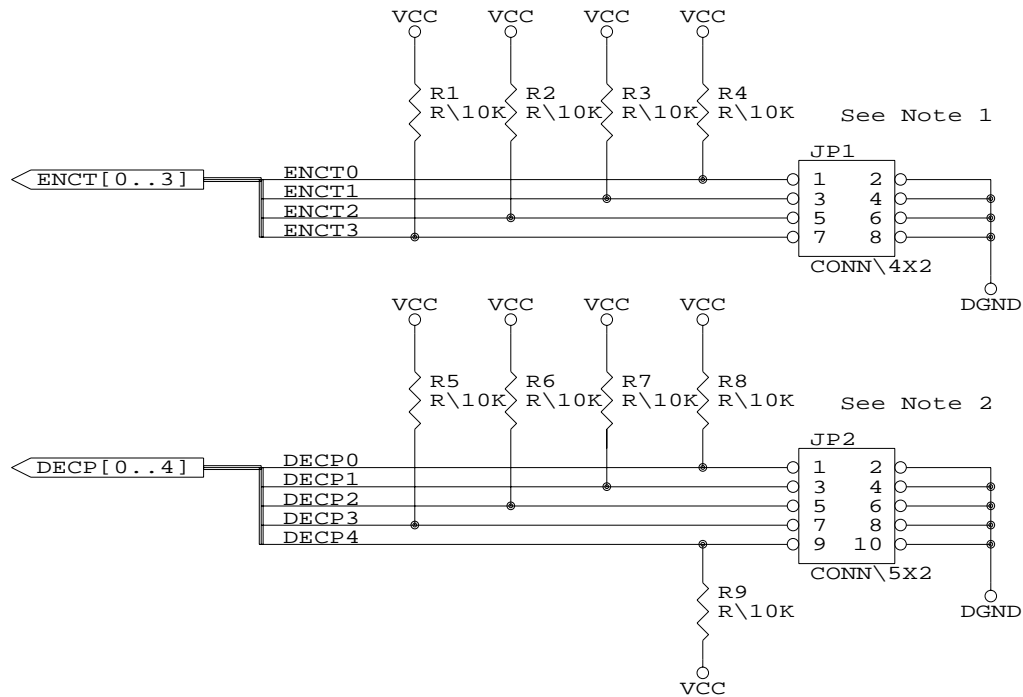 VCC VCC VCC VCC
R1 R2 R3 R4
R\10K R\10K R\10K R\10K
See Note 1
JP1
ENCT[0..3]
ENCT0 1 2
ENCT1 3 4
ENCT2 5 6
ENCT3 7 8
CONN\4X2
DGND
VCC VCC VCC VCC
R5 R6 R7 R8
R\10K R\10K R\10K R\10K
See Note 2
JP2
DECP[0..4]
DECP0 1 2
DECP1 3 4
DECP2 5 6
DECP3 7 8
DECP4 9 10
CONN\5X2
R9
R\10K
DGND
VCC